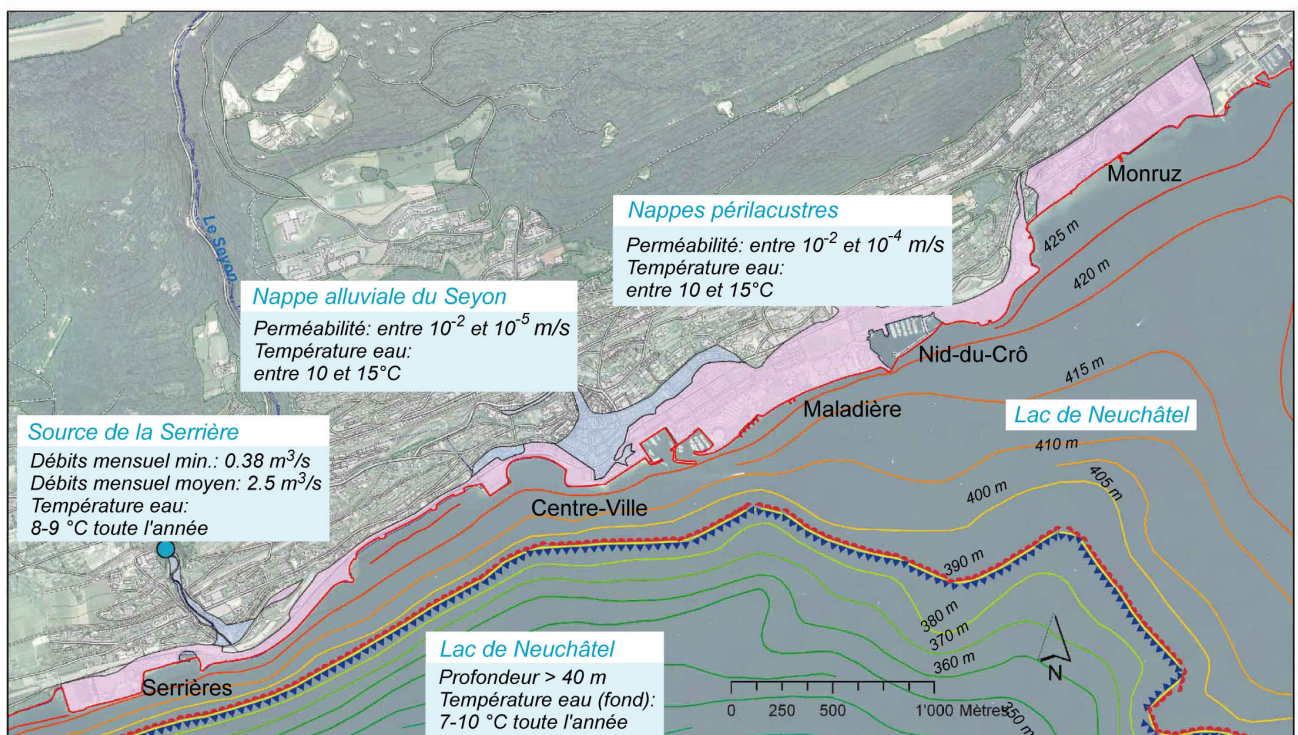 Le Seyon
Nappes périlacustres
Perméabilité: entre 10⁻² et 10⁻⁴ m/s
Température eau:
entre 10 et 15°C
Monruz
425 m
420 m
Nappe alluviale du Seyon
Perméabilité: entre 10⁻² et 10⁻⁵ m/s
Température eau:
entre 10 et 15°C
Nid-du-Crô
415 m
Maladière
Lac de Neuchâtel
Source de la Serrière
Débits mensuel min.: 0.38 m³/s
Débits mensuel moyen: 2.5 m³/s
Température eau:
8-9 °C toute l'année
410 m
405 m
400 m
Centre-Ville
390 m
380 m
370 m
360 m
350 m
Serrières
Lac de Neuchâtel
Profondeur > 40 m
Température eau (fond):
7-10 °C toute l'année
N
0 250 500 1'000 Mètres